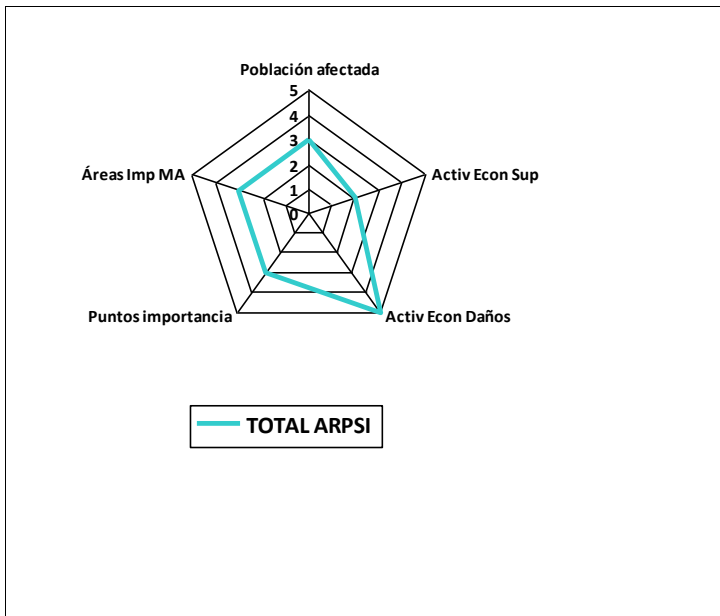 Población afectada
5
4
3
2
1
0
Áreas Imp MA
Activ Econ Sup
Puntos importancia
Activ Econ Daños
TOTAL ARPSI